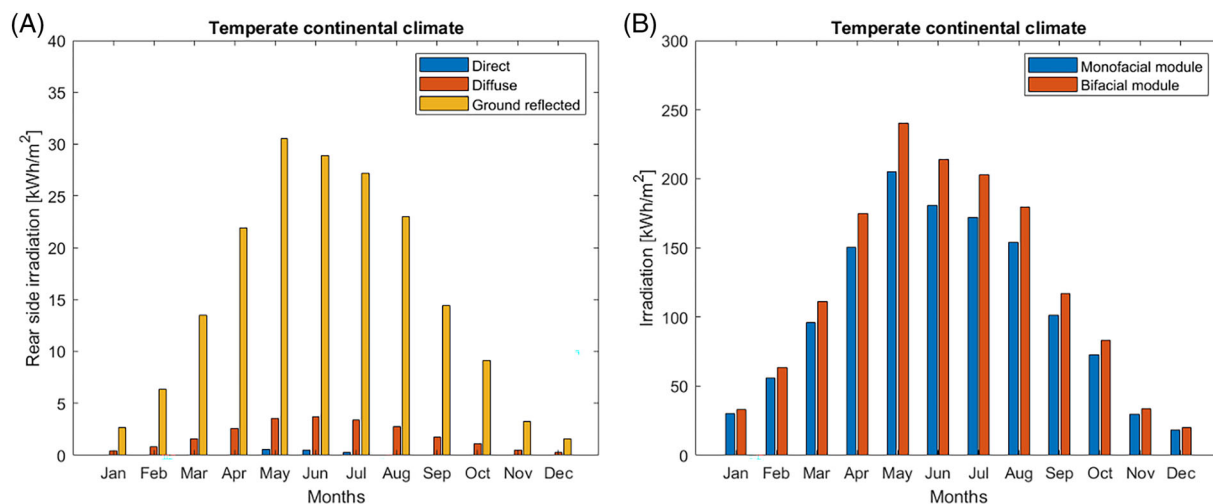 (A)
Temperate continental climate
Direct
Diffuse
Ground reflected
Rear side irradiation [kWh/m²]
40
35
30
25
20
15
10
5
0
Jan Feb Mar Apr May Jun Jul Aug Sep Oct Nov Dec
Months
(B)
Temperate continental climate
Monofacial module
Bifacial module
Irradiation [kWh/m²]
300
250
200
150
100
50
0
Jan Feb Mar Apr May Jun Jul Aug Sep Oct Nov Dec
Months